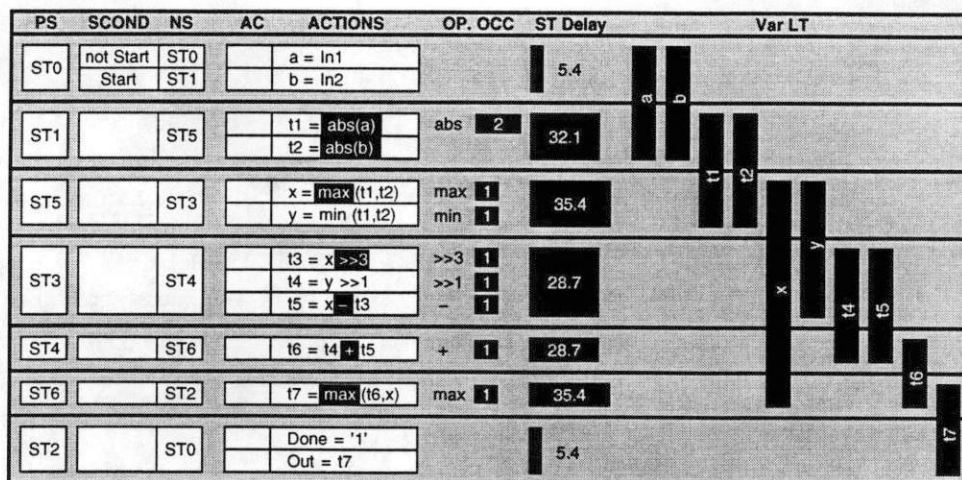 PS SCOND NS AC ACTIONS OP. OCC ST Delay Var LT
ST0 not Start ST0 a = In1 5.4
Start ST1 b = In2
a b
ST1 ST5 t1 = abs(a) abs 2 32.1
t2 = abs(b)
t1 t2
ST5 ST3 x = max (t1,t2) max 1 35.4
y = min (t1,t2) min 1
x y
ST3 ST4 t3 = x >>3 >>3 1 28.7
t4 = y >>1 >>1 1
t5 = x – t3 – 1
t4 t5
ST4 ST6 t6 = t4 + t5 + 1 28.7
t6
ST6 ST2 t7 = max (t6,x) max 1 35.4
t7
ST2 ST0 Done = '1' 5.4
Out = t7